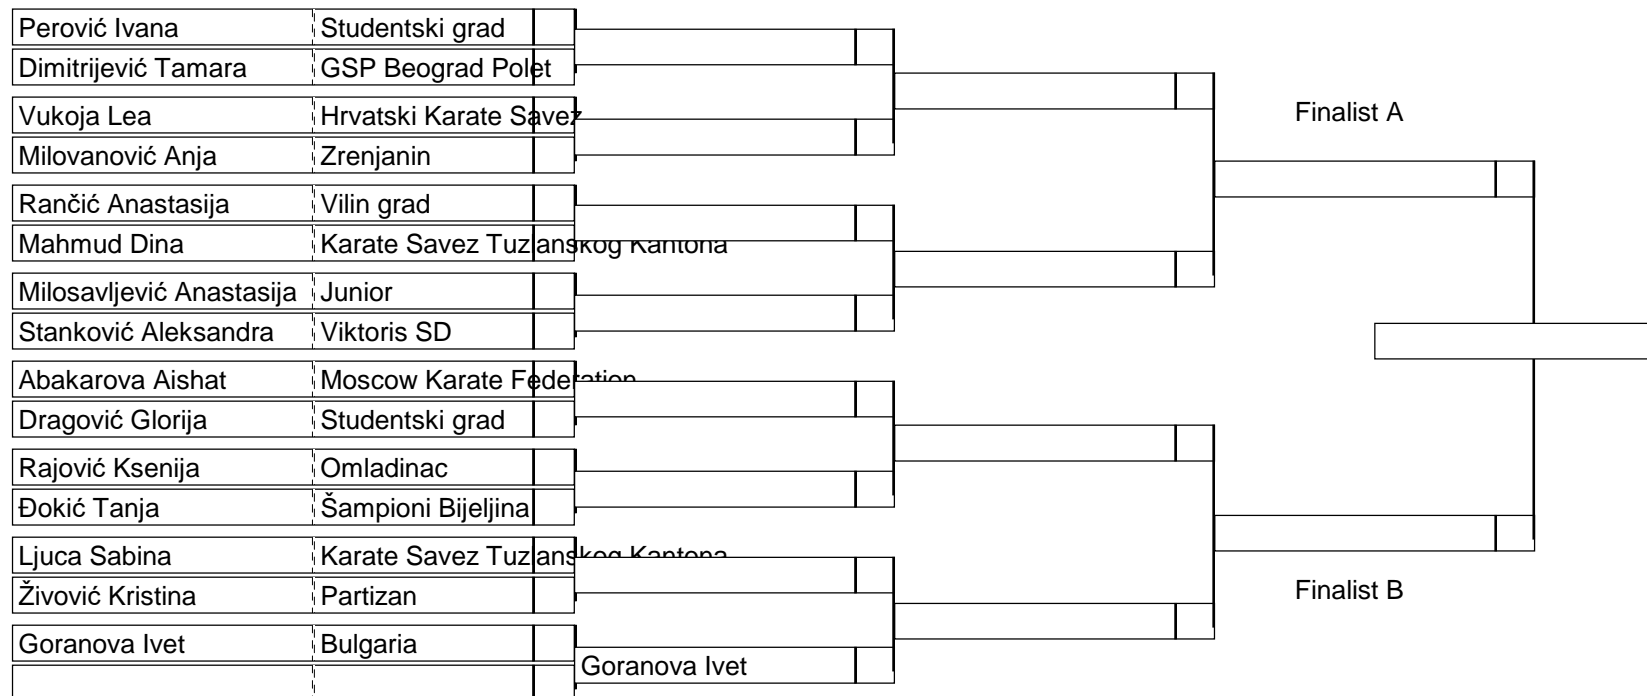 Perović Ivana Studentski grad
Dimitrijević Tamara GSP Beograd Polet
Vukoja Lea Hrvatski Karate Savez
Finalist A
Milovanović Anja Zrenjanin
Rančić Anastasija Vilin grad
Mahmud Dina Karate Savez Tuzlanskog Kantona
Milosavljević Anastasija Junior
Stanković Aleksandra Viktoris SD
Abakarova Aishat Moscow Karate Federation
Dragović Glorija Studentski grad
Rajović Ksenija Omladinac
Đokić Tanja Šampioni Bijeljina
Ljuca Sabina Karate Savez Tuzlanskog Kantona
Živović Kristina Partizan
Finalist B
Goranova Ivet Bulgaria
Goranova Ivet